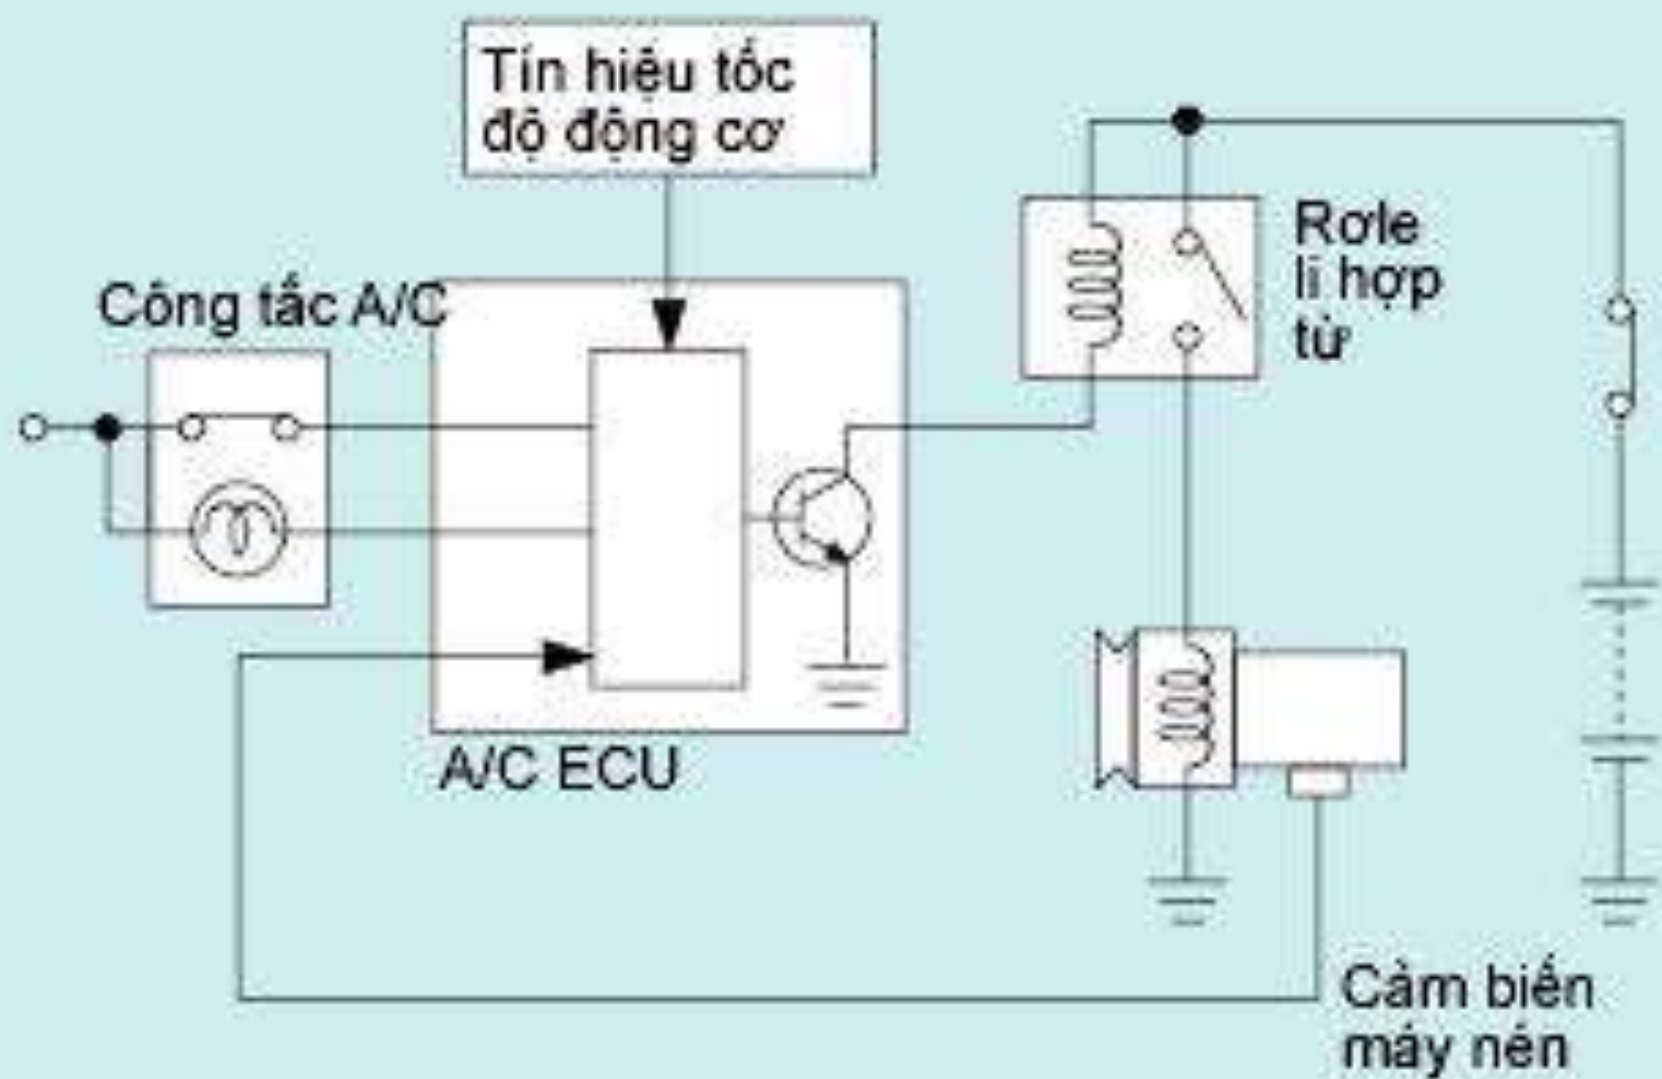 Tín hiệu tốc
độ động cơ
Công tắc A/C
Rơle
li hợp
từ
A/C ECU
Cảm biến
máy nén